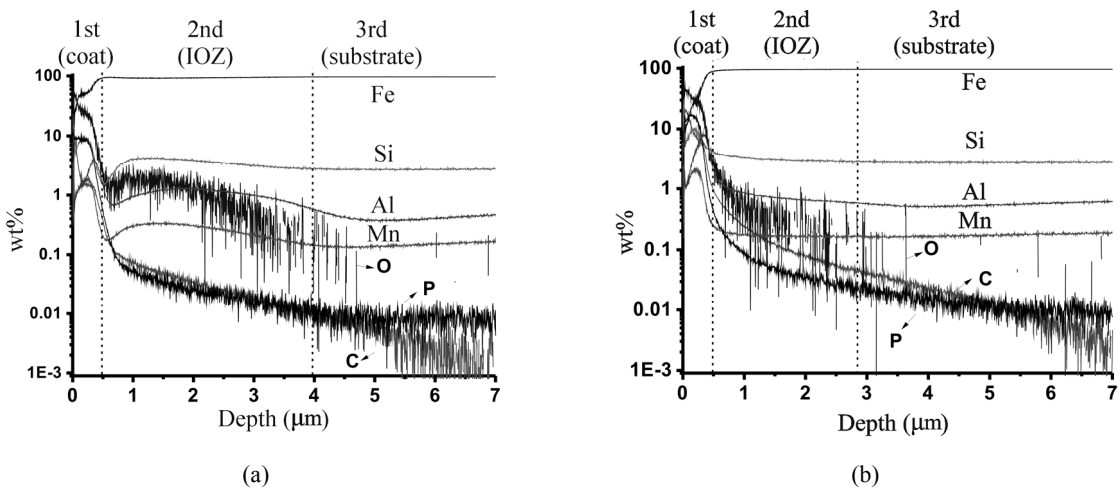 1st 2nd 3rd
(coat) (IOZ) (substrate)
100
10
1
0.1
0.01
1E-3
wt%
Fe
Si
Al
Mn
O
P
C
0 1 2 3 4 5 6 7
Depth (μm)
(a)
1st 2nd 3rd
(coat) (IOZ) (substrate)
100
10
1
0.1
0.01
1E-3
wt%
Fe
Si
Al
Mn
O
C
P
0 1 2 3 4 5 6 7
Depth (μm)
(b)